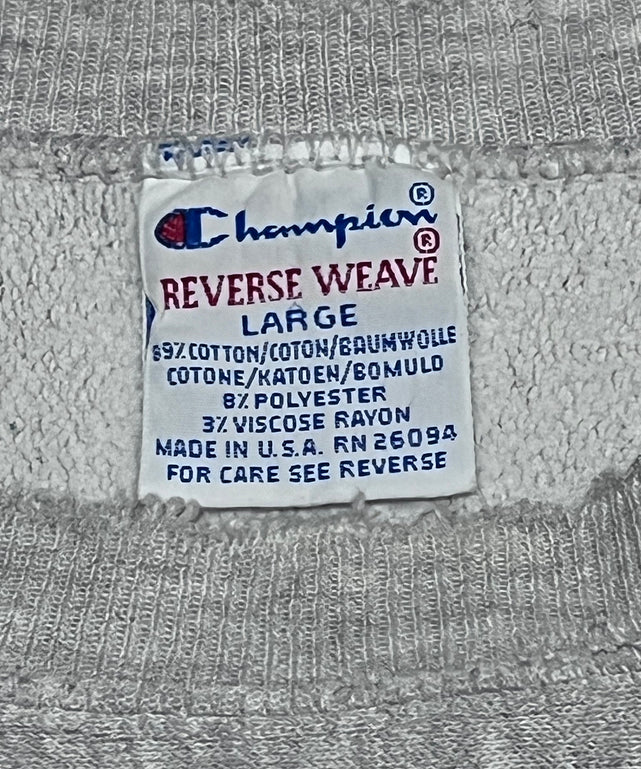 Champion®
®
REVERSE WEAVE
LARGE
89% COTTON/COTON/BAUMWOLLE
COTONE/KATOEN/BOMULD
8% POLYESTER
3% VISCOSE RAYON
MADE IN U.S.A. RN 26094
FOR CARE SEE REVERSE